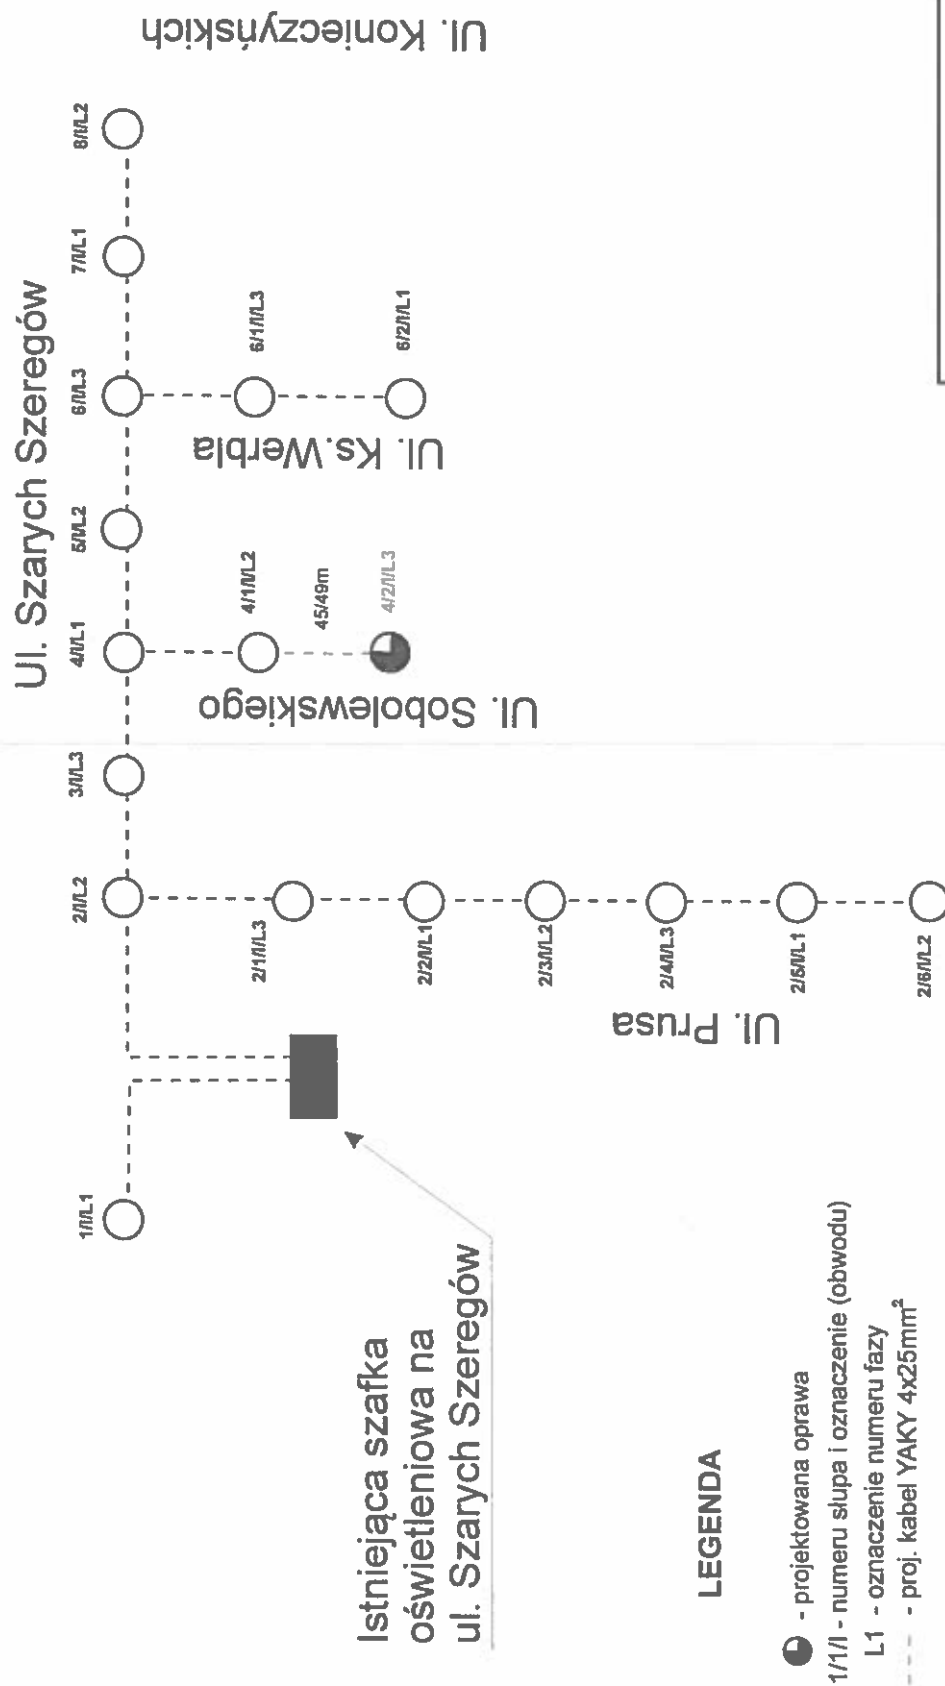 Ul. Szarych Szeregów
Ul. Konieczyńskich
1/I/L1
2/I/L2
3/I/L3
4/I/L1
5/I/L2
6/I/L3
7/I/L1
8/I/L2
2/1/I/L3
2/2/I/L1
2/3/I/L2
2/4/I/L3
2/5/I/L1
2/6/I/L2
Ul. Prusa
4/1/I/L2
45/49m
4/2/I/L3
Ul. Sobolewskiego
6/1/I/L3
6/2/I/L1
Ul. Ks.Werbla
Istniejąca szafka
oświetleniowa na
ul. Szarych Szeregów
LEGENDA
- projektowana oprawa
1/1/I - numeru słupa i oznaczenie (obwodu)
L1 - oznaczenie numeru fazy
- proj. kabel YAKY 4x25mm²